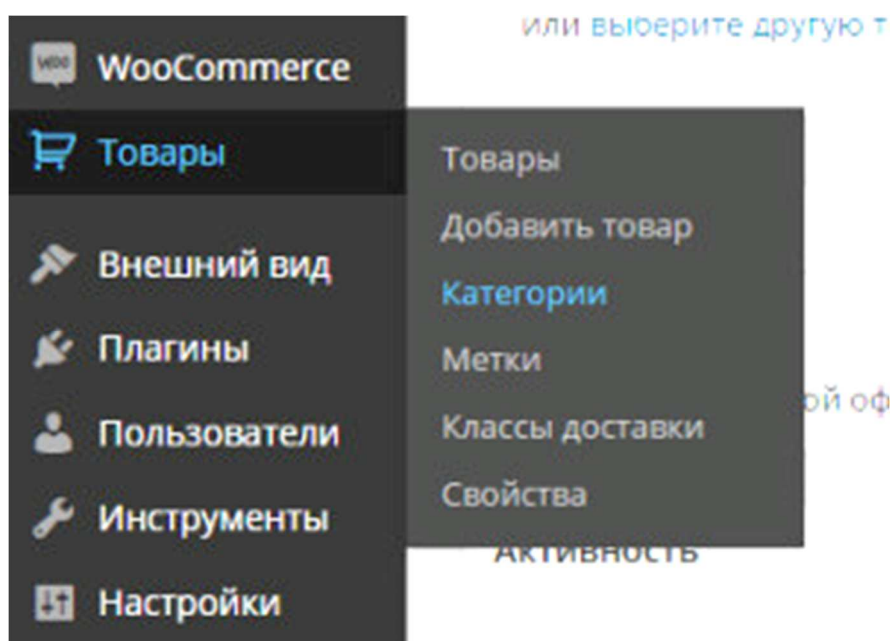 или выберите другую
WooCommerce
Товары
Внешний вид
Плагины
Пользователи
Инструменты
Настройки
Товары
Добавить товар
Категории
Метки
Классы доставки
Свойства
Активность